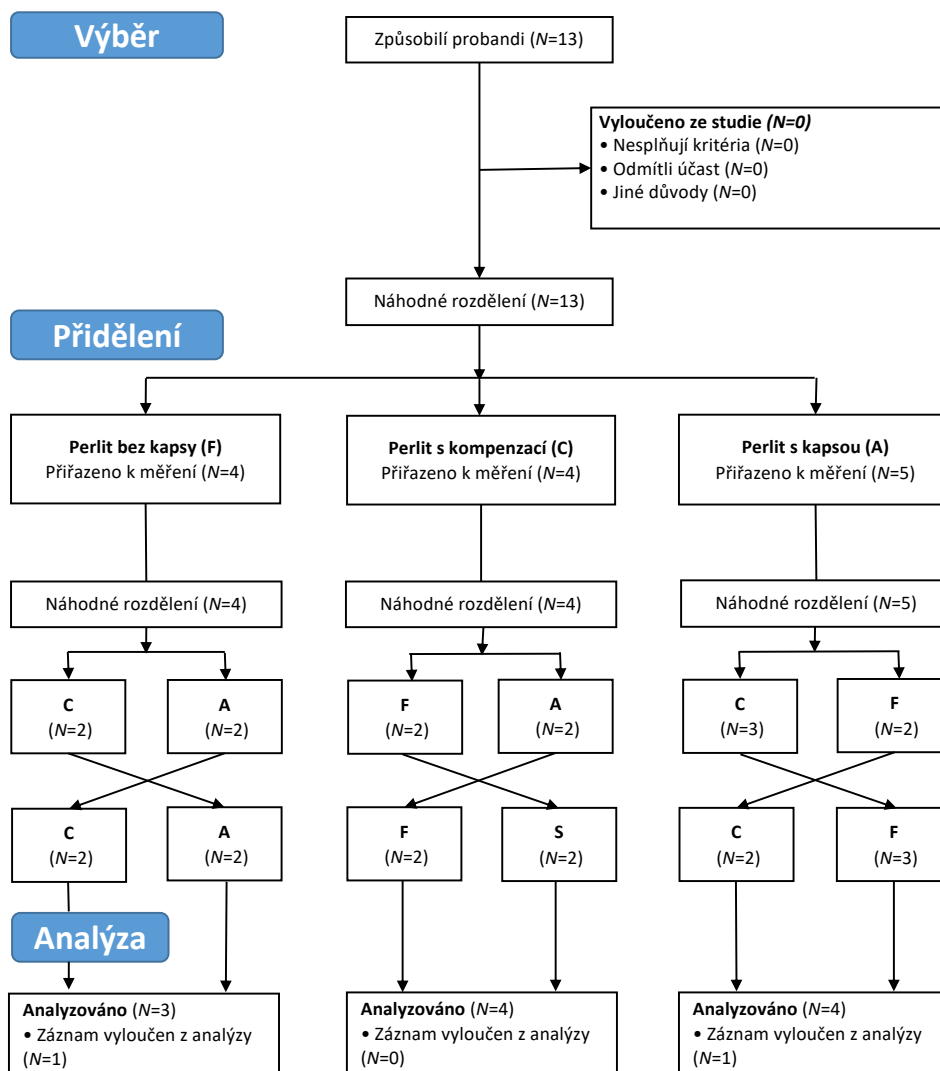 Výběr
Způsobilí probandi (N=13)
Vyloučeno ze studie (N=0)
• Nesplňují kritéria (N=0)
• Odmítli účast (N=0)
• Jiné důvody (N=0)
Náhodné rozdělení (N=13)
Přidělení
Perlit bez kapsy (F)
Přiřazeno k měření (N=4)
Perlit s kompenzací (C)
Přiřazeno k měření (N=4)
Perlit s kapsou (A)
Přiřazeno k měření (N=5)
Náhodné rozdělení (N=4)
Náhodné rozdělení (N=4)
Náhodné rozdělení (N=5)
C
(N=2)
A
(N=2)
F
(N=2)
A
(N=2)
C
(N=3)
F
(N=2)
C
(N=2)
A
(N=2)
F
(N=2)
S
(N=2)
C
(N=2)
F
(N=3)
Analýza
Analyzováno (N=3)
• Záznam vyloučen z analýzy
(N=1)
Analyzováno (N=4)
• Záznam vyloučen z analýzy
(N=0)
Analyzováno (N=4)
• Záznam vyloučen z analýzy
(N=1)